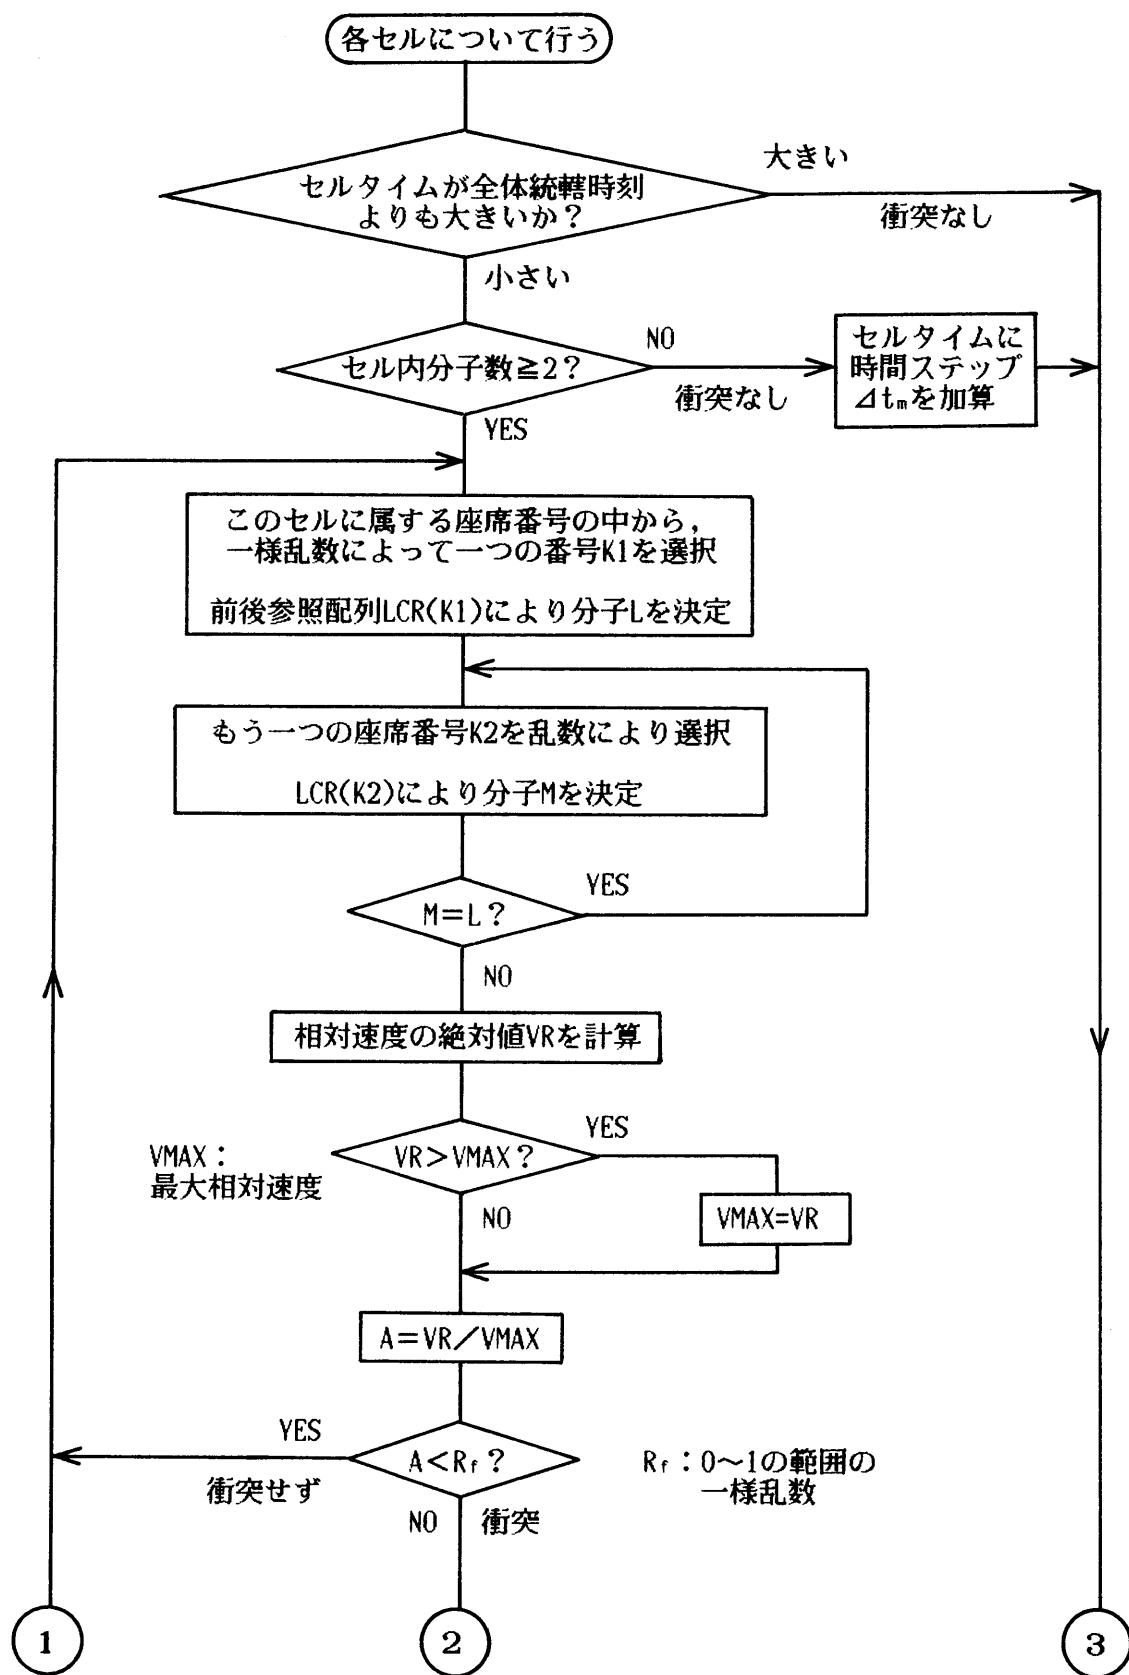 各セルについて行う
セルタイムが全体統轄時刻
よりも大きいか？
大きい
衝突なし
小さい
セル内分子数≧2？
NO
衝突なし
セルタイムに
時間ステップ
⊿tmを加算
YES
このセルに属する座席番号の中から，
一様乱数によって一つの番号K1を選択
前後参照配列LCR(K1)により分子Lを決定
もう一つの座席番号K2を乱数により選択
LCR(K2)により分子Mを決定
M＝L？
YES
NO
相対速度の絶対値VRを計算
VR＞VMAX？
YES
VMAX：
最大相対速度
NO
VMAX=VR
A＝VR／VMAX
YES
A＜Rf？
衝突せず
Rf：0〜1の範囲の
一様乱数
NO 衝突
1
2
3